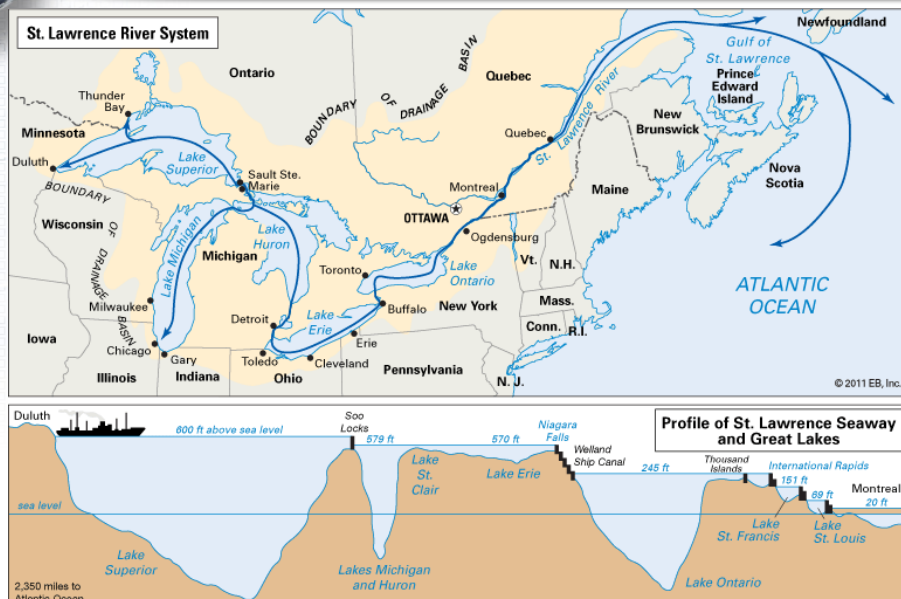 St. Lawrence River System
Newfoundland
Gulf of
St. Lawrence
Prince
Edward
Island
Ontario
Quebec
BOUNDARY OF DRAINAGE BASIN
St. Lawrence River
Thunder
Bay
Minnesota
Duluth
Lake
Superior
Sault Ste.
Marie
Quebec
New
Brunswick
Nova
Scotia
Montreal
Maine
OTTAWA
BOUNDARY OF DRAINAGE BASIN
Wisconsin
Lake Michigan
Michigan
Lake
Huron
Ogdensburg
Vt.
N.H.
Toronto
Lake
Ontario
ATLANTIC
OCEAN
Milwaukee
Buffalo
New York
Mass.
Detroit
Lake
Erie
Conn.
R.I.
Iowa
Chicago
Gary
Toledo
Erie
Cleveland
Pennsylvania
Illinois
Indiana
Ohio
N. J.
© 2011 EB, Inc.
Profile of St. Lawrence Seaway
and Great Lakes
Duluth
600 ft above sea level
Soo
Locks
579 ft
570 ft
Niagara
Falls
Welland
Ship Canal
245 ft
Thousand
Islands
International Rapids
151 ft
69 ft
Montreal
20 ft
Lake
St.
Clair
Lake Erie
sea level
Lake
St. Francis
Lake
St. Louis
Lake
Superior
Lakes Michigan
and Huron
Lake Ontario
2,350 miles to
Atlantic Ocean